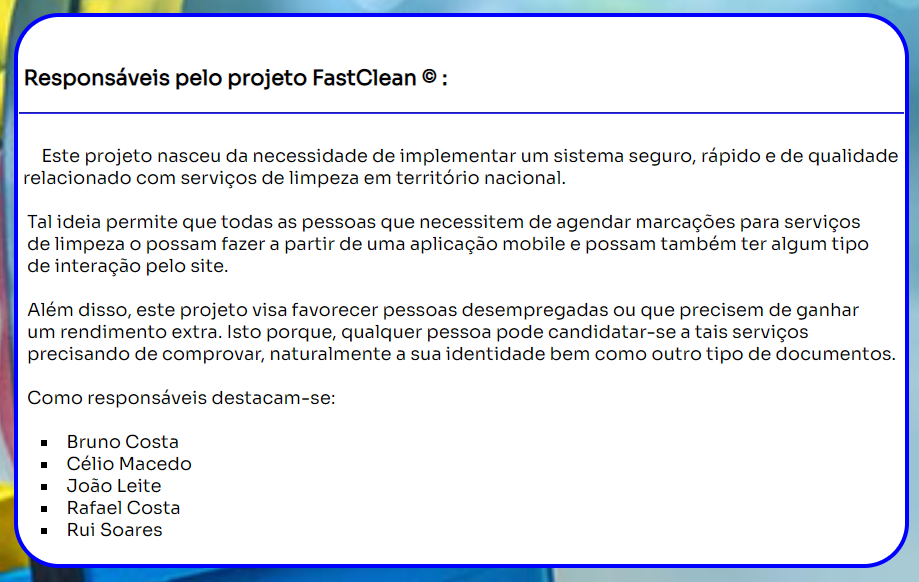 Responsáveis pelo projeto FastClean © :
Este projeto nasceu da necessidade de implementar um sistema seguro, rápido e de qualidade
relacionado com serviços de limpeza em território nacional.
Tal ideia permite que todas as pessoas que necessitem de agendar marcações para serviços
de limpeza o possam fazer a partir de uma aplicação mobile e possam também ter algum tipo
de interação pelo site.
Além disso, este projeto visa favorecer pessoas desempregadas ou que precisem de ganhar
um rendimento extra. Isto porque, qualquer pessoa pode candidatar-se a tais serviços
precisando de comprovar, naturalmente a sua identidade bem como outro tipo de documentos.
Como responsáveis destacam-se:
▪ Bruno Costa
▪ Célio Macedo
▪ João Leite
▪ Rafael Costa
▪ Rui Soares